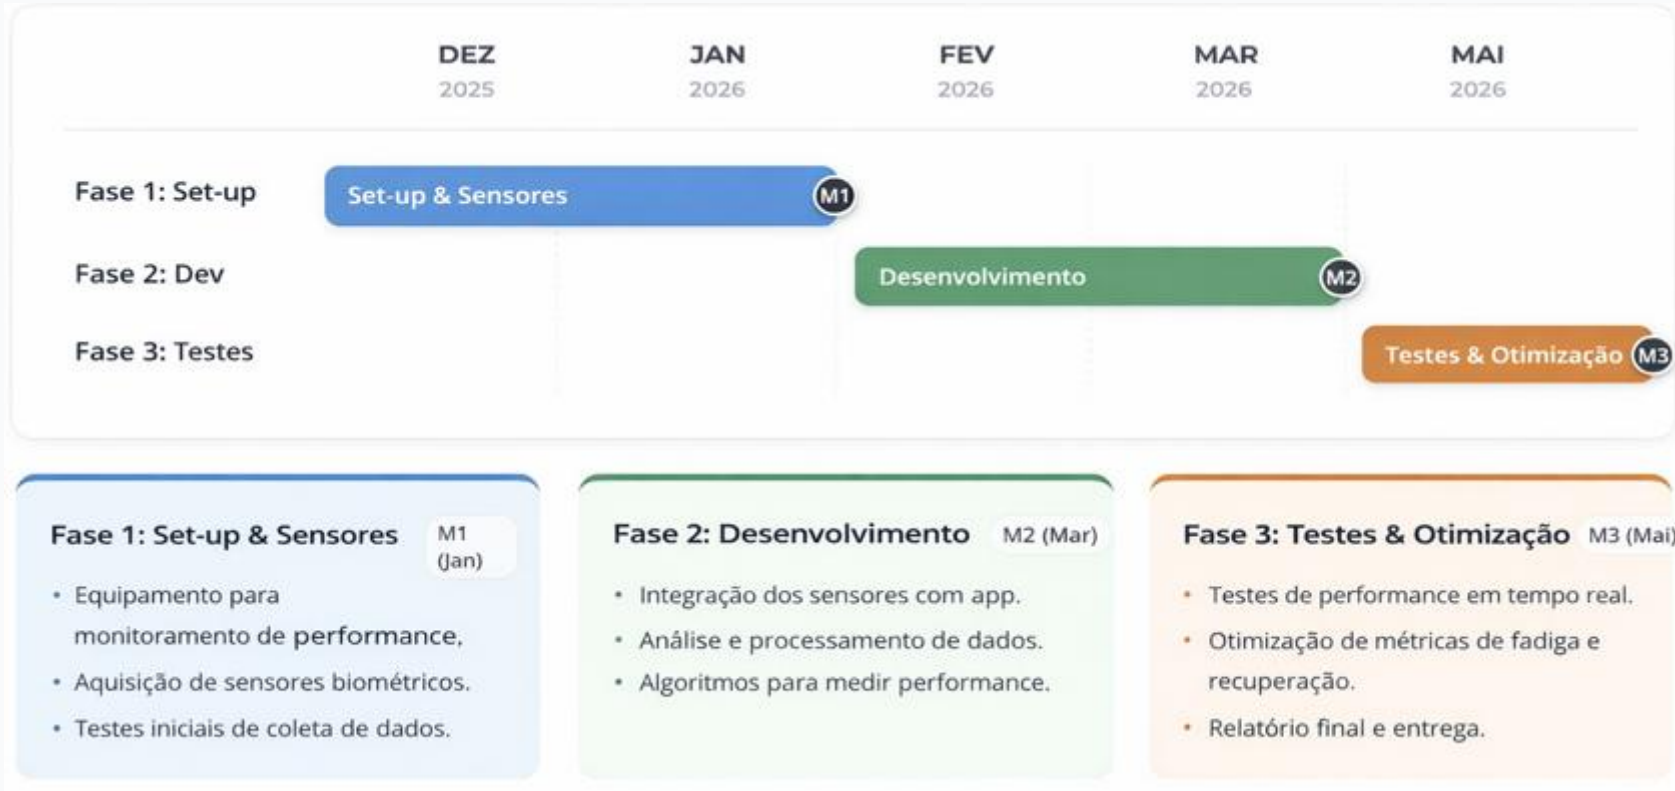 DEZ JAN FEV MAR MAI
2025 2026 2026 2026 2026
Fase 1: Set-up Set-up & Sensores M1
Fase 2: Dev Desenvolvimento M2
Fase 3: Testes Testes & Otimização M3
Fase 1: Set-up & Sensores M1
(Jan)
• Equipamento para
monitoramento de performance,
• Aquisição de sensores biométricos.
• Testes iniciais de coleta de dados.
Fase 2: Desenvolvimento M2 (Mar)
• Integração dos sensores com app.
• Análise e processamento de dados.
• Algoritmos para medir performance.
Fase 3: Testes & Otimização M3 (Mai)
• Testes de performance em tempo real.
• Otimização de métricas de fadiga e
recuperação.
• Relatório final e entrega.